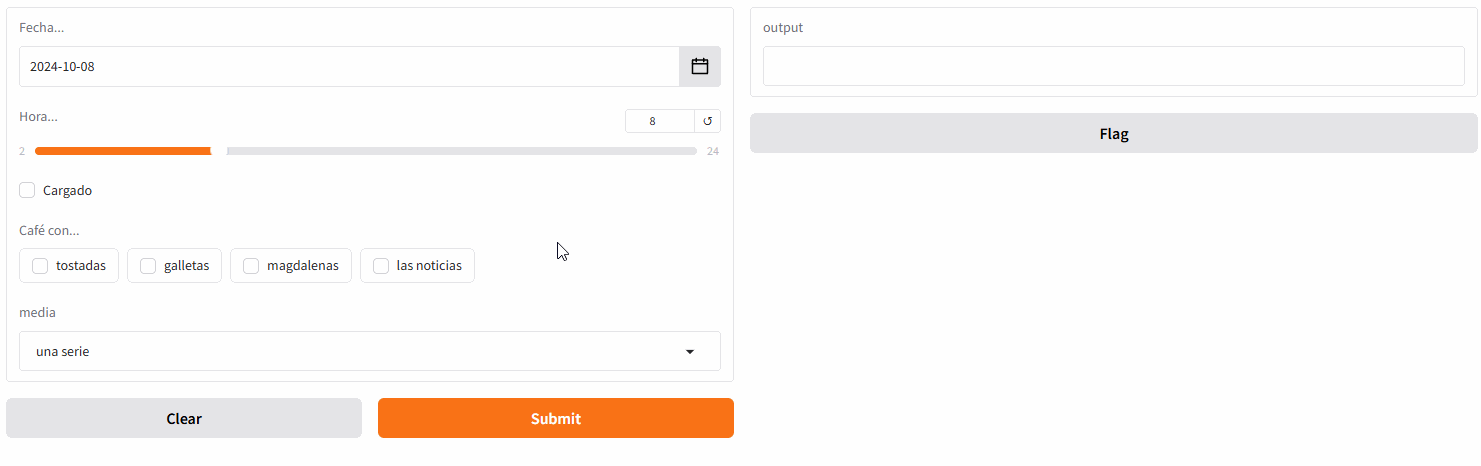 Fecha...
2024-10-08
Hora...
8
2
24
Cargado
Café con...
tostadas
galletas
magdalenas
las noticias
media
una serie
Clear
Submit
output
Flag